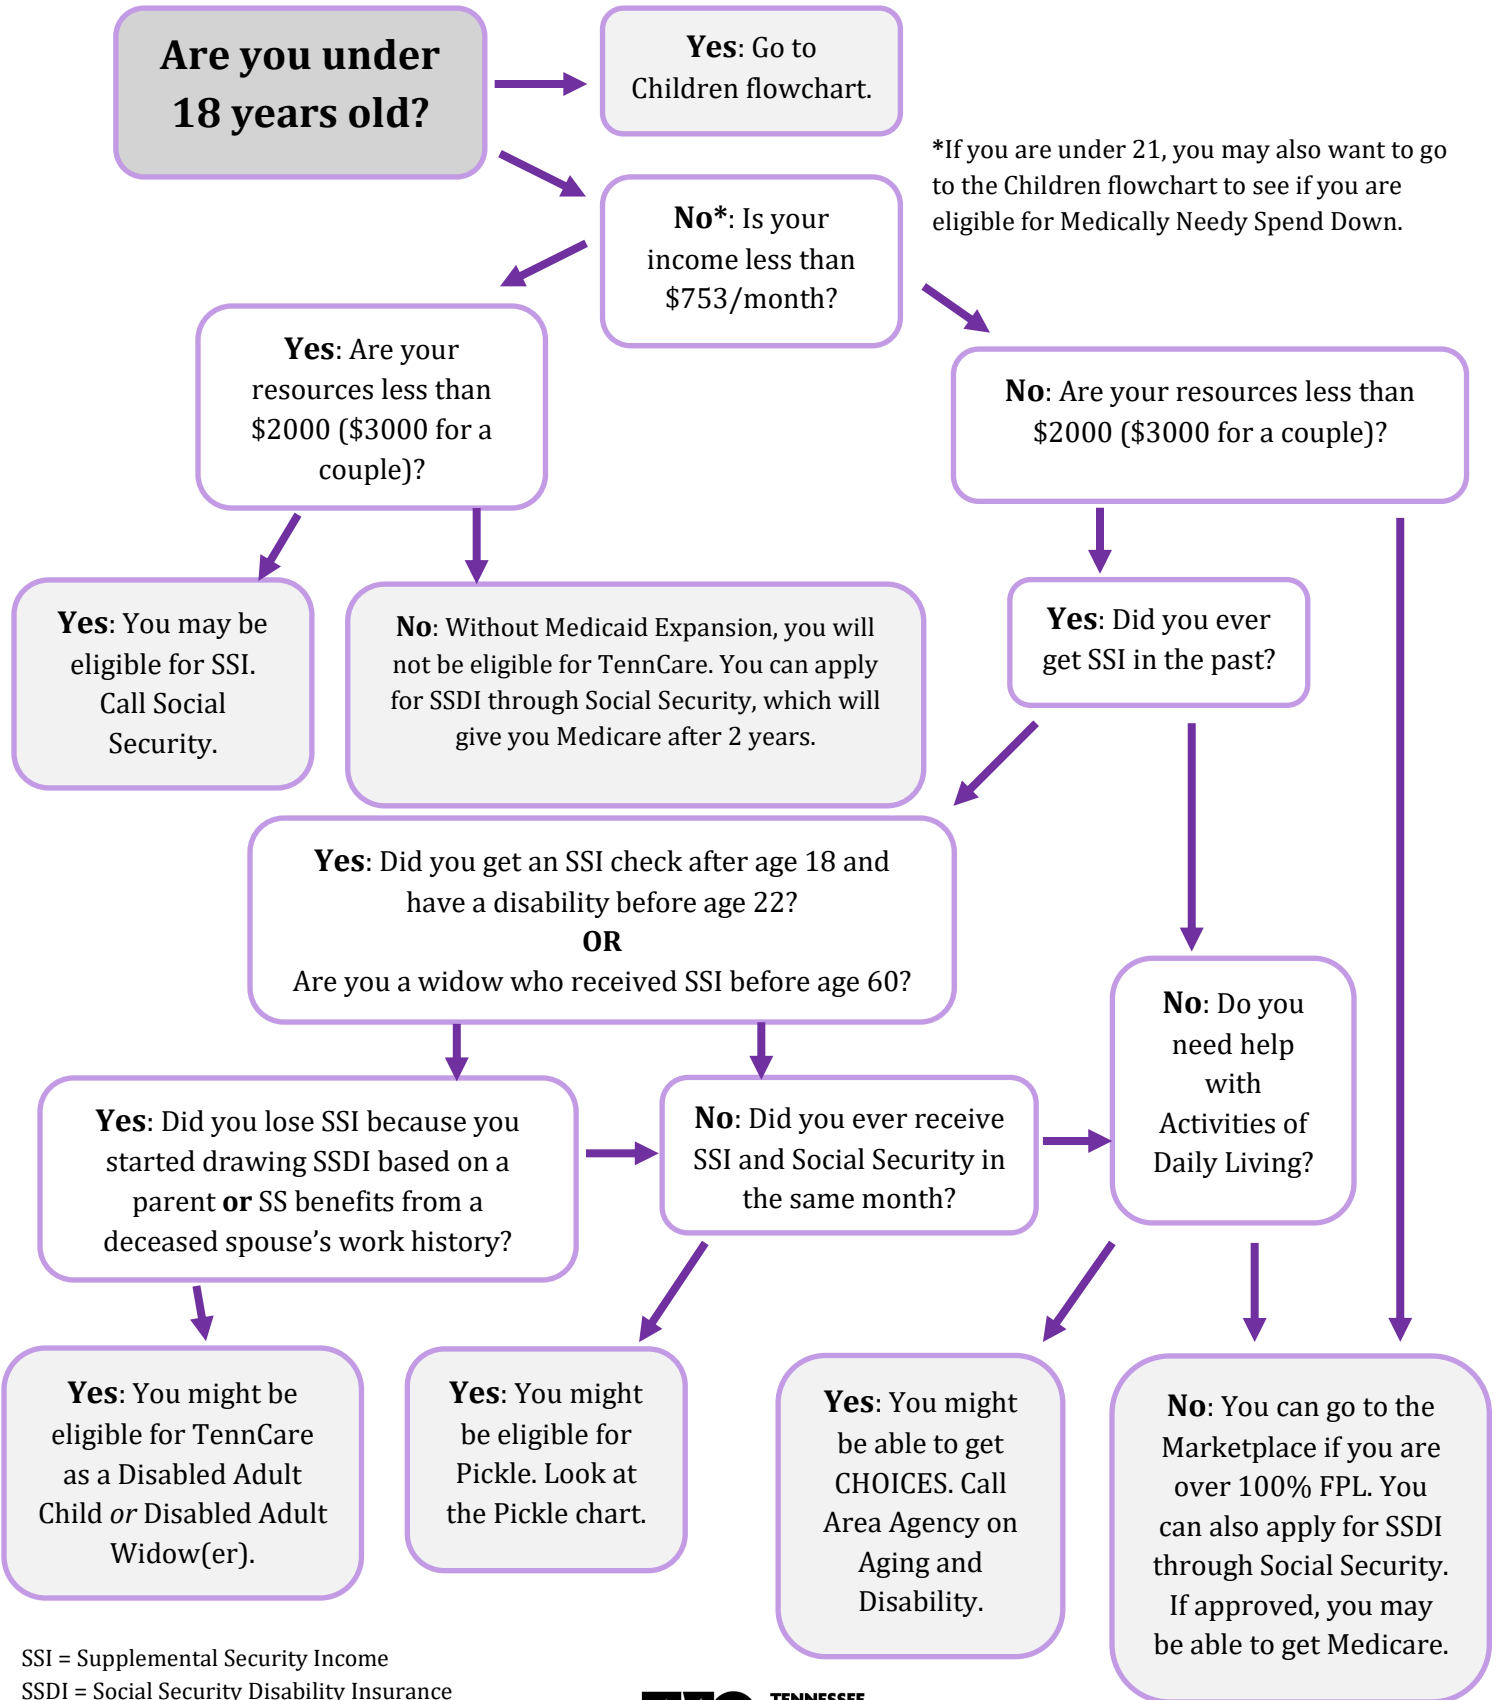 Are you under
18 years old?
Yes: Go to
Children flowchart.
*If you are under 21, you may also want to go
to the Children flowchart to see if you are
eligible for Medically Needy Spend Down.
No*: Is your
income less than
$753/month?
Yes: Are your
resources less than
$2000 ($3000 for a
couple)?
No: Are your resources less than
$2000 ($3000 for a couple)?
Yes: You may be
eligible for SSI.
Call Social
Security.
No: Without Medicaid Expansion, you will
not be eligible for TennCare. You can apply
for SSDI through Social Security, which will
give you Medicare after 2 years.
Yes: Did you ever
get SSI in the past?
Yes: Did you get an SSI check after age 18 and
have a disability before age 22?
OR
Are you a widow who received SSI before age 60?
No: Do you
need help
with
Activities of
Daily Living?
Yes: Did you lose SSI because you
started drawing SSDI based on a
parent or SS benefits from a
deceased spouse's work history?
No: Did you ever receive
SSI and Social Security in
the same month?
Yes: You might be
eligible for TennCare
as a Disabled Adult
Child or Disabled Adult
Widow(er).
Yes: You might
be eligible for
Pickle. Look at
the Pickle chart.
Yes: You might
be able to get
CHOICES. Call
Area Agency on
Aging and
Disability.
No: You can go to the
Marketplace if you are
over 100% FPL. You
can also apply for SSDI
through Social Security.
If approved, you may
be able to get Medicare.
SSI = Supplemental Security Income
SSDI = Social Security Disability Insurance
TENNESSEE